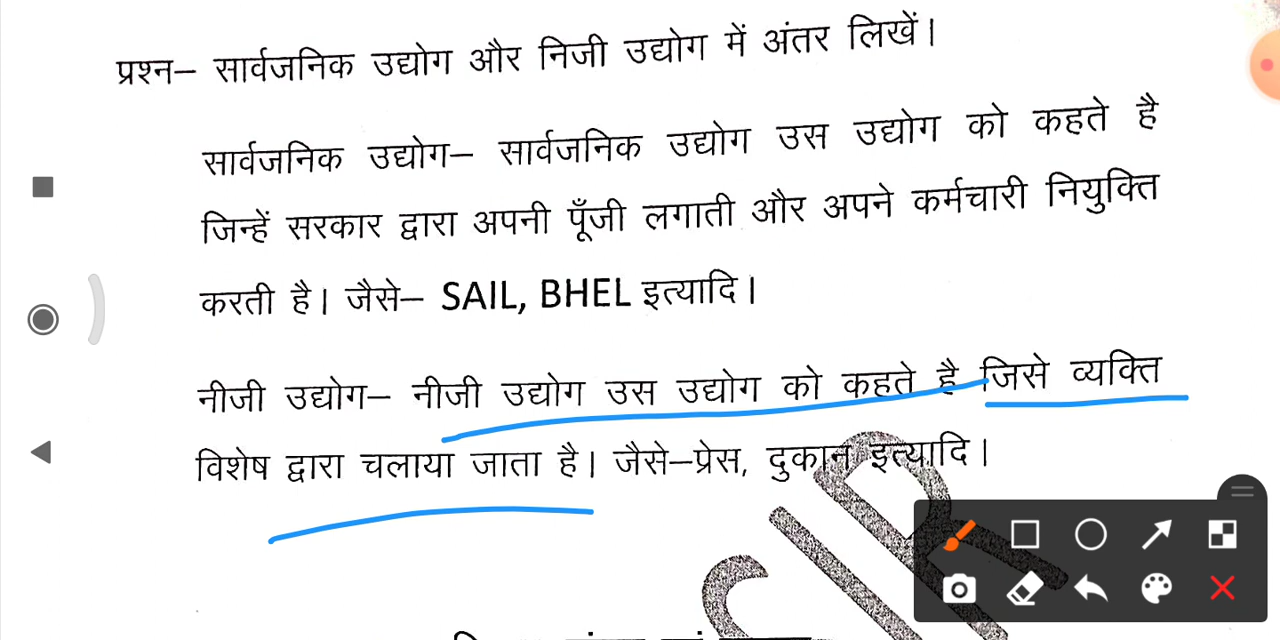 प्रश्न– सार्वजनिक उद्योग और निजी उद्योग में अंतर लिखें।
सार्वजनिक उद्योग– सार्वजनिक उद्योग उस उद्योग को कहते है
जिन्हें सरकार द्वारा अपनी पूँजी लगाती और अपने कर्मचारी नियुक्ति
करती है। जैसे– SAIL, BHEL इत्यादि।
नीजी उद्योग– नीजी उद्योग उस उद्योग को कहते है जिसे व्यक्ति
विशेष द्वारा चलाया जाता है। जैसे–प्रेस, दुकान इत्यादि।